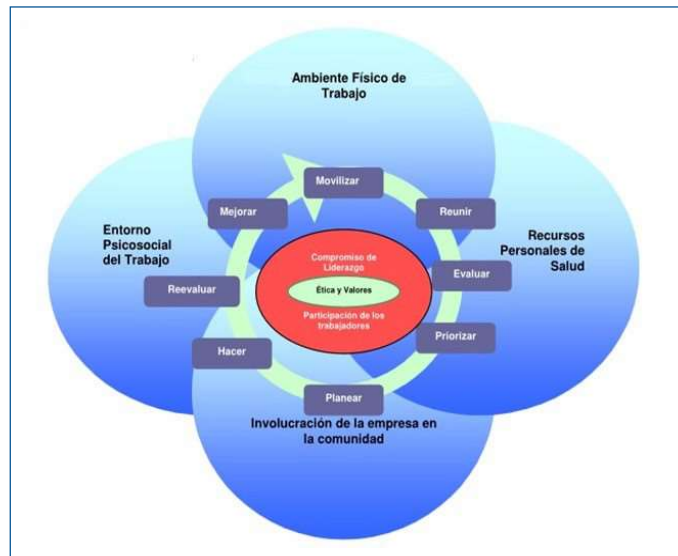 Ambiente Físico de
Trabajo
Movilizar
Mejorar
Reunir
Entorno
Psicosocial
del Trabajo
Recursos
Personales de
Salud
Compromiso de
Liderazgo
Evaluar
Reevaluar
Ética y Valores
Participación de los
trabajadores
Priorizar
Hacer
Planear
Involucración de la empresa en
la comunidad